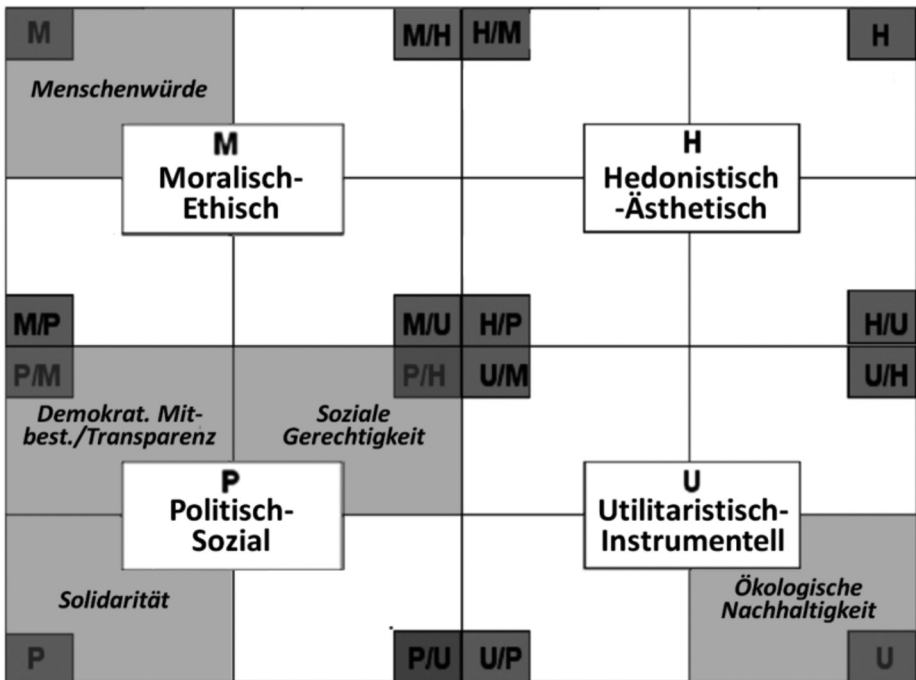 M
M/H
H/M
H
Menschenwürde
M
Moralisch-
Ethisch
H
Hedonistisch
-Ästhetisch
M/P
M/U
H/P
H/U
P/M
P/H
U/M
U/H
Demokrat. Mit-
best./Transparenz
Soziale
Gerechtigkeit
P
Politisch-
Sozial
U
Utilitaristisch-
Instrumentell
Solidarität
Ökologische
Nachhaltigkeit
P
P/U
U/P
U